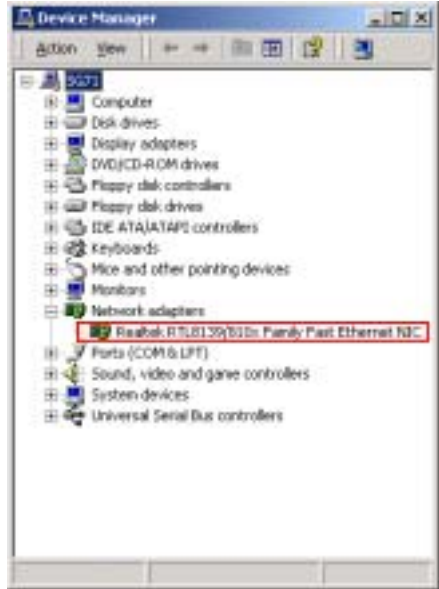 Device Manager
Action View
SG71
Computer
Disk drives
Display adapters
DVD/CD-ROM drives
Floppy disk controllers
Floppy disk drives
IDE ATA/ATAPI controllers
Keyboards
Mice and other pointing devices
Monitors
Network adapters
Realtek RTL8139/810x Family Fast Ethernet NIC
Ports (COM & LPT)
Sound, video and game controllers
System devices
Universal Serial Bus controllers